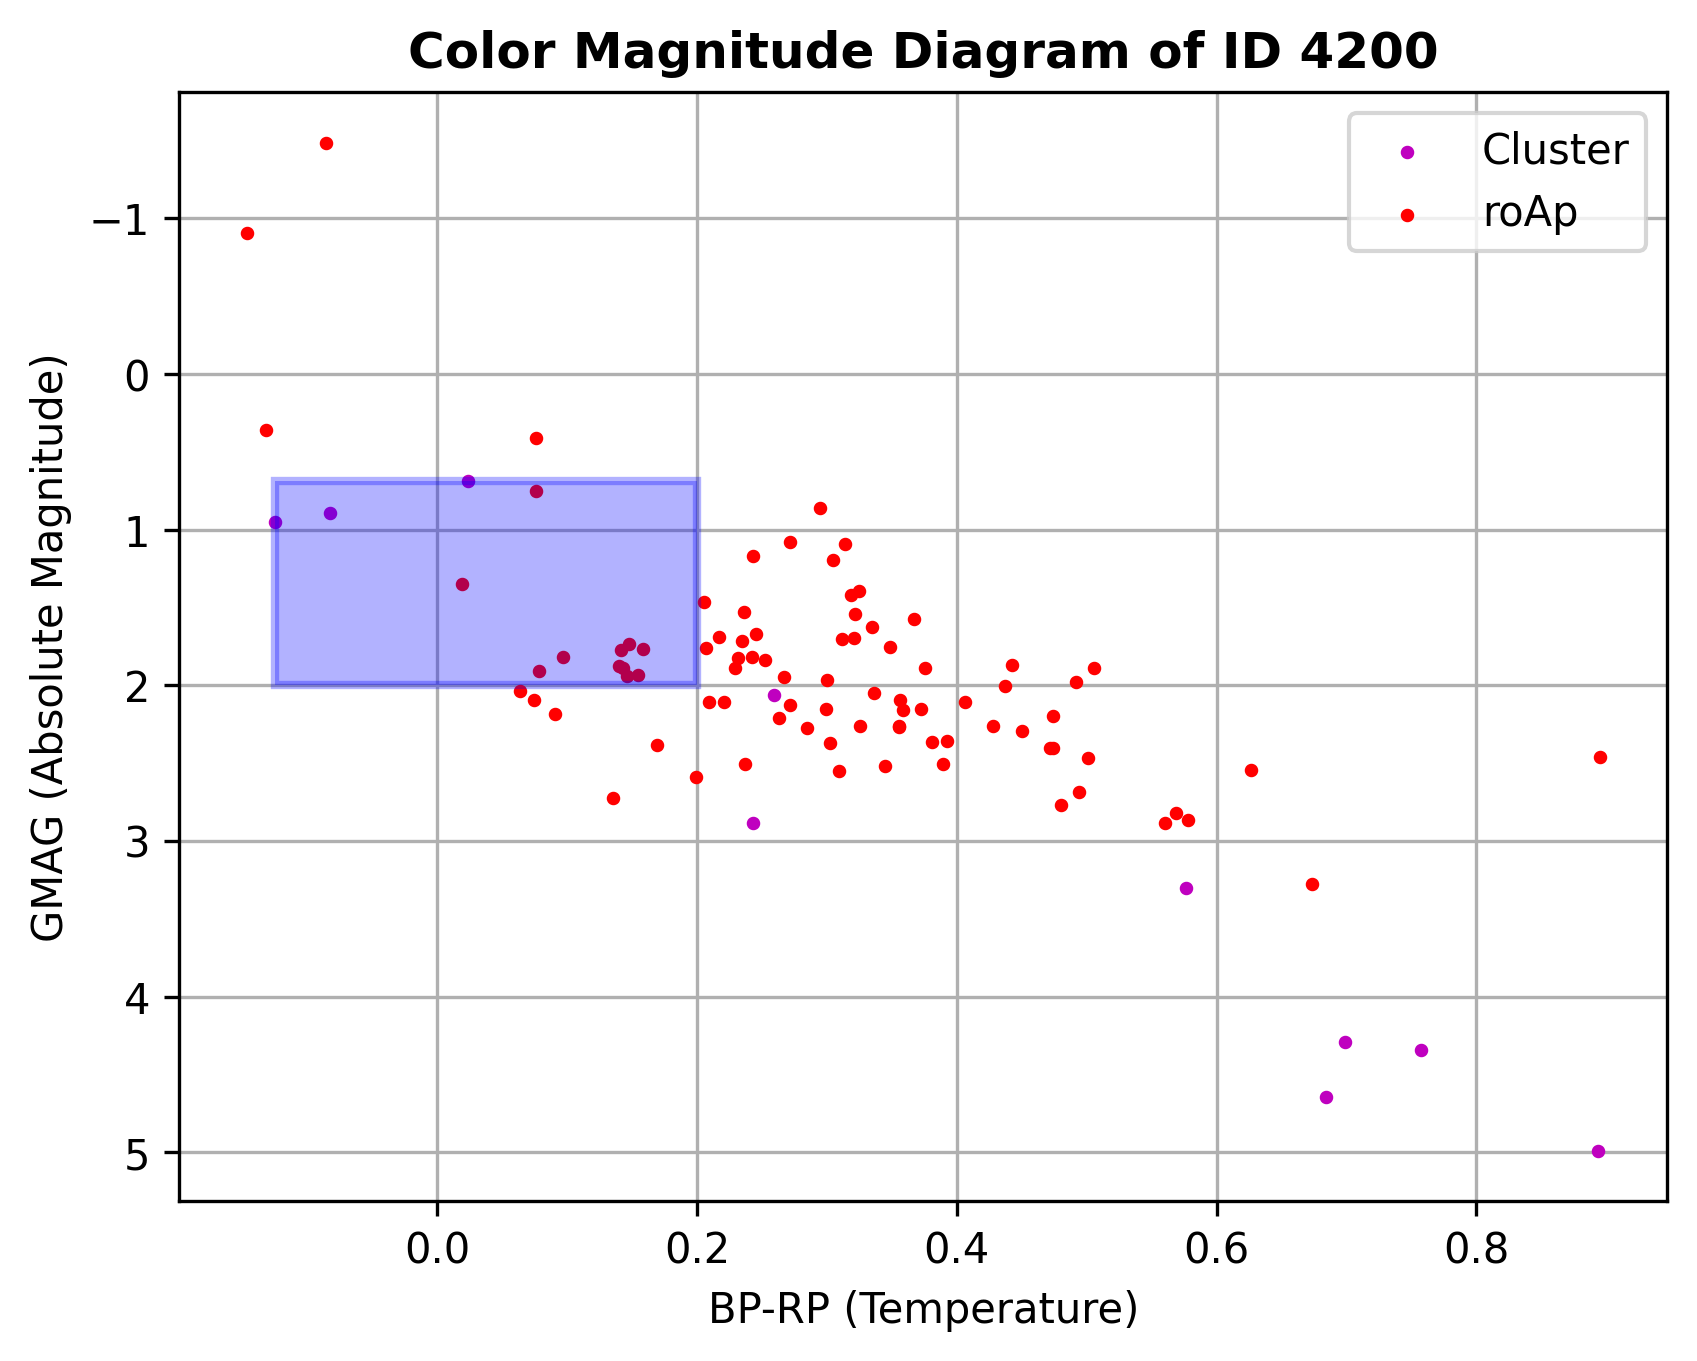 Color Magnitude Diagram of ID 4200
Cluster
roAp
GMAG (Absolute Magnitude)
−1
0
1
2
3
4
5
0.0 0.2 0.4 0.6 0.8
BP-RP (Temperature)